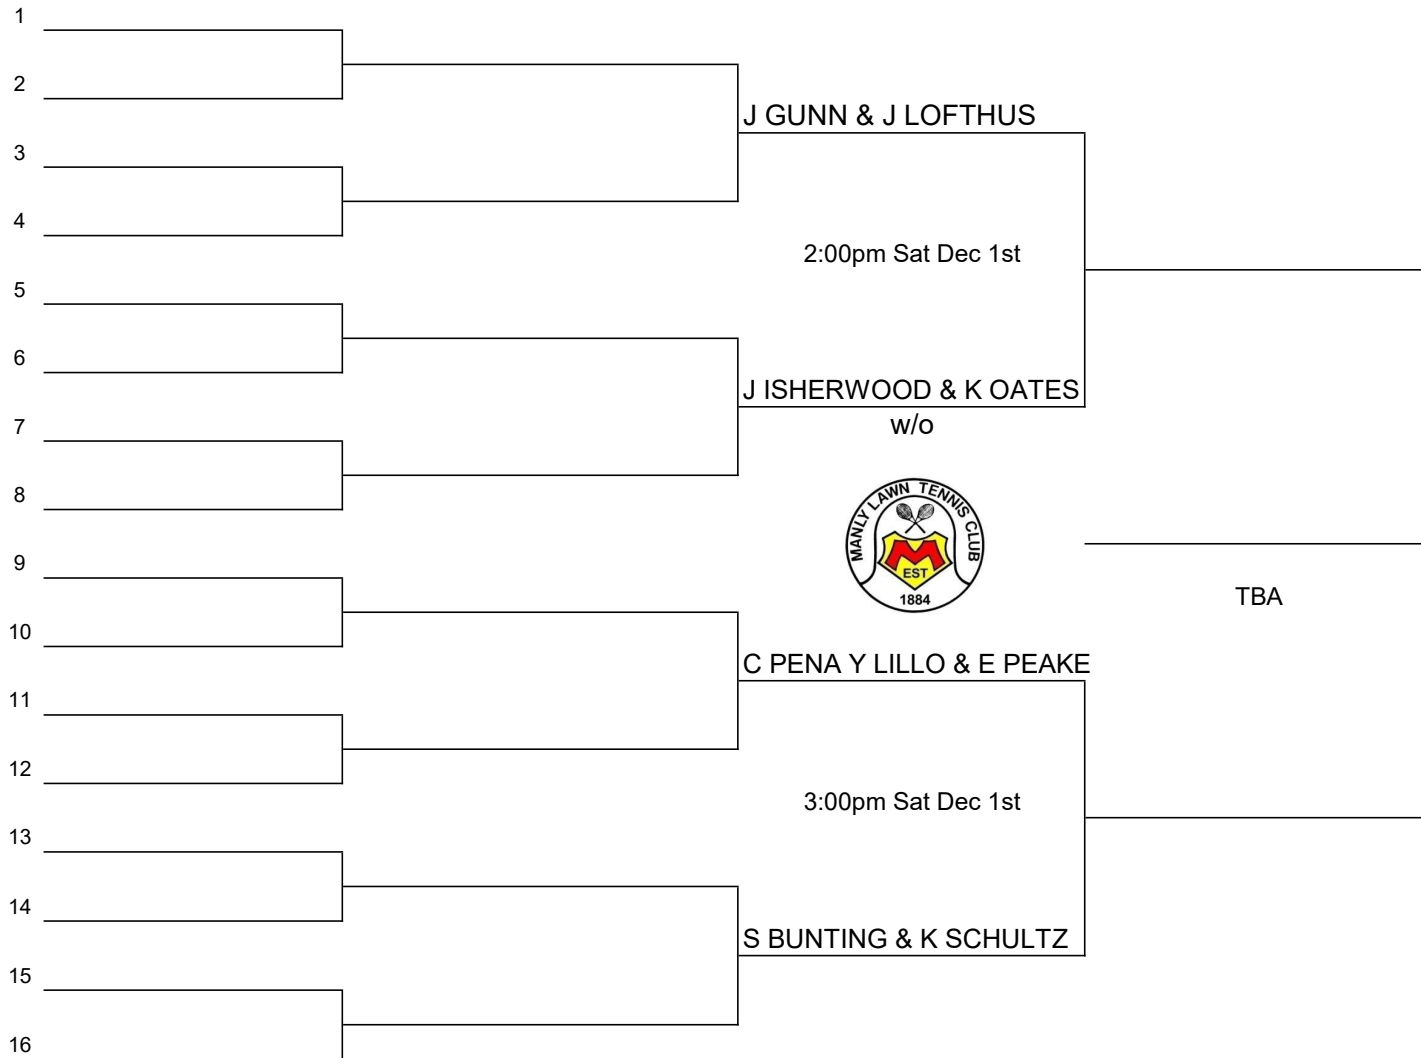 1
2
J GUNN & J LOFTHUS
3
4
2:00pm Sat Dec 1st
5
6
J ISHERWOOD & K OATES
w/o
7
8
MANLY LAWN TENNIS CLUB
M
EST
1884
9
TBA
10
C PENA Y LILLO & E PEAKE
11
12
3:00pm Sat Dec 1st
13
14
S BUNTING & K SCHULTZ
15
16